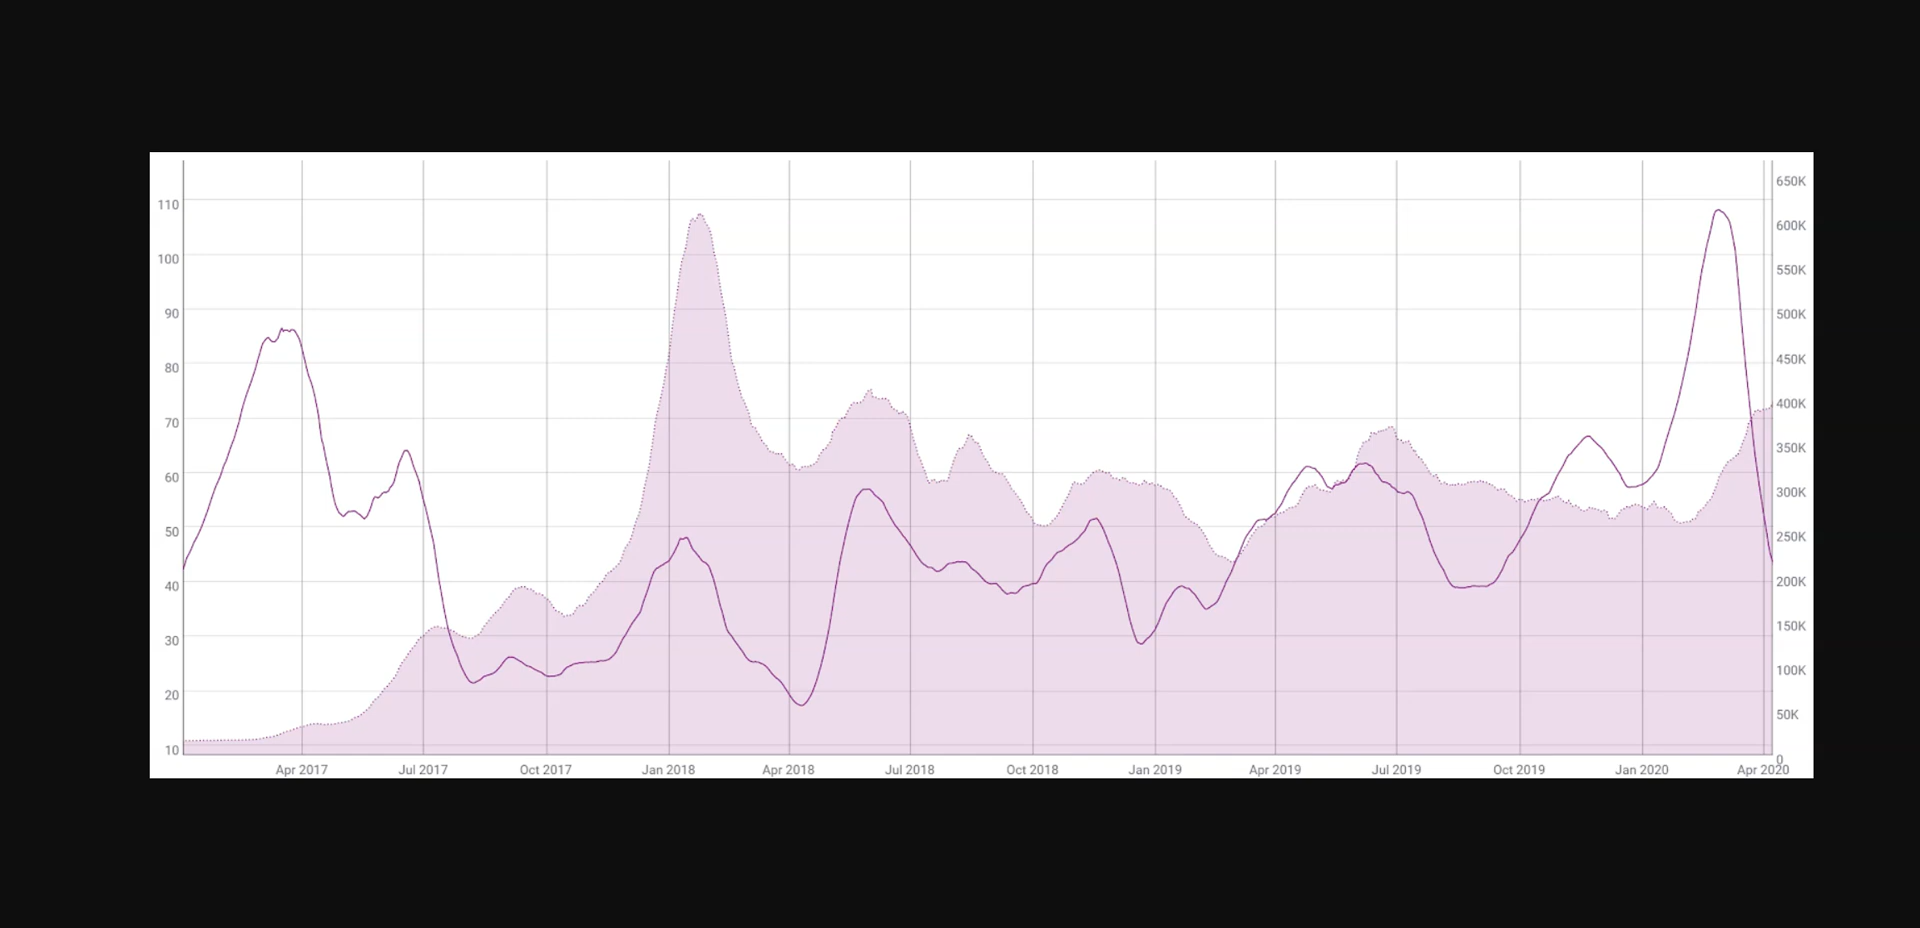 110
100
90
80
70
60
50
40
30
20
10
650K
600K
550K
500K
450K
400K
350K
300K
250K
200K
150K
100K
50K
0
Apr 2017 Jul 2017 Oct 2017 Jan 2018 Apr 2018 Jul 2018 Oct 2018 Jan 2019 Apr 2019 Jul 2019 Oct 2019 Jan 2020 Apr 2020